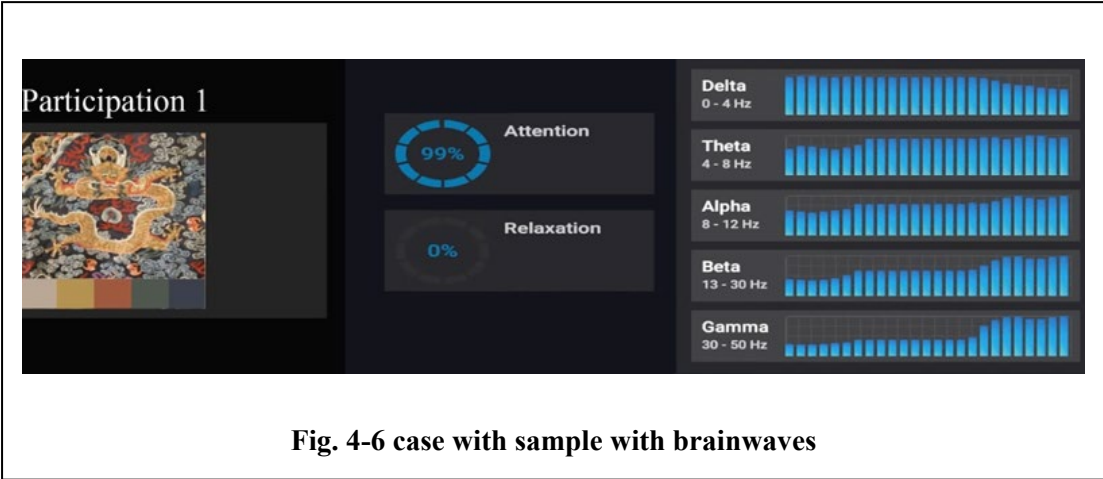 Participation 1
Attention
99%
Relaxation
0%
Delta
0 - 4 Hz
Theta
4 - 8 Hz
Alpha
8 - 12 Hz
Beta
13 - 30 Hz
Gamma
30 - 50 Hz
Fig. 4-6 case with sample with brainwaves